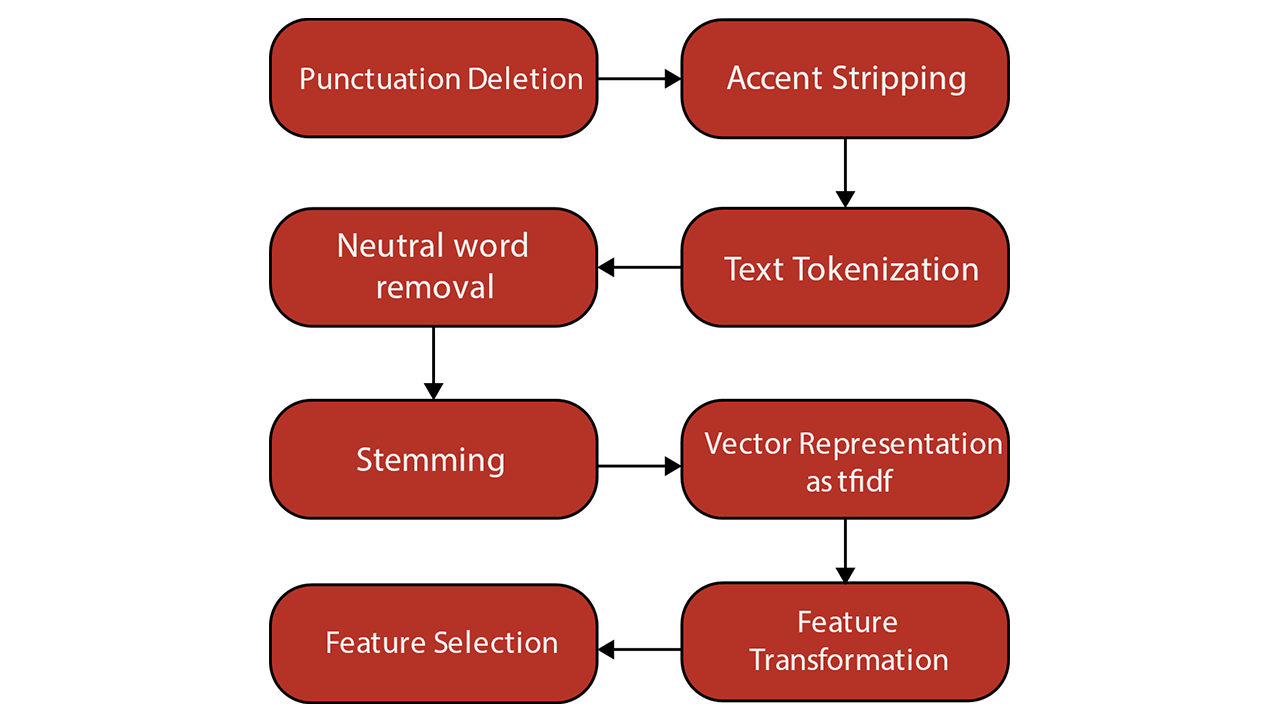 Punctuation Deletion
Accent Stripping
Text Tokenization
Neutral word
removal
Stemming
Vector Representation
as tfidf
Feature
Transformation
Feature Selection